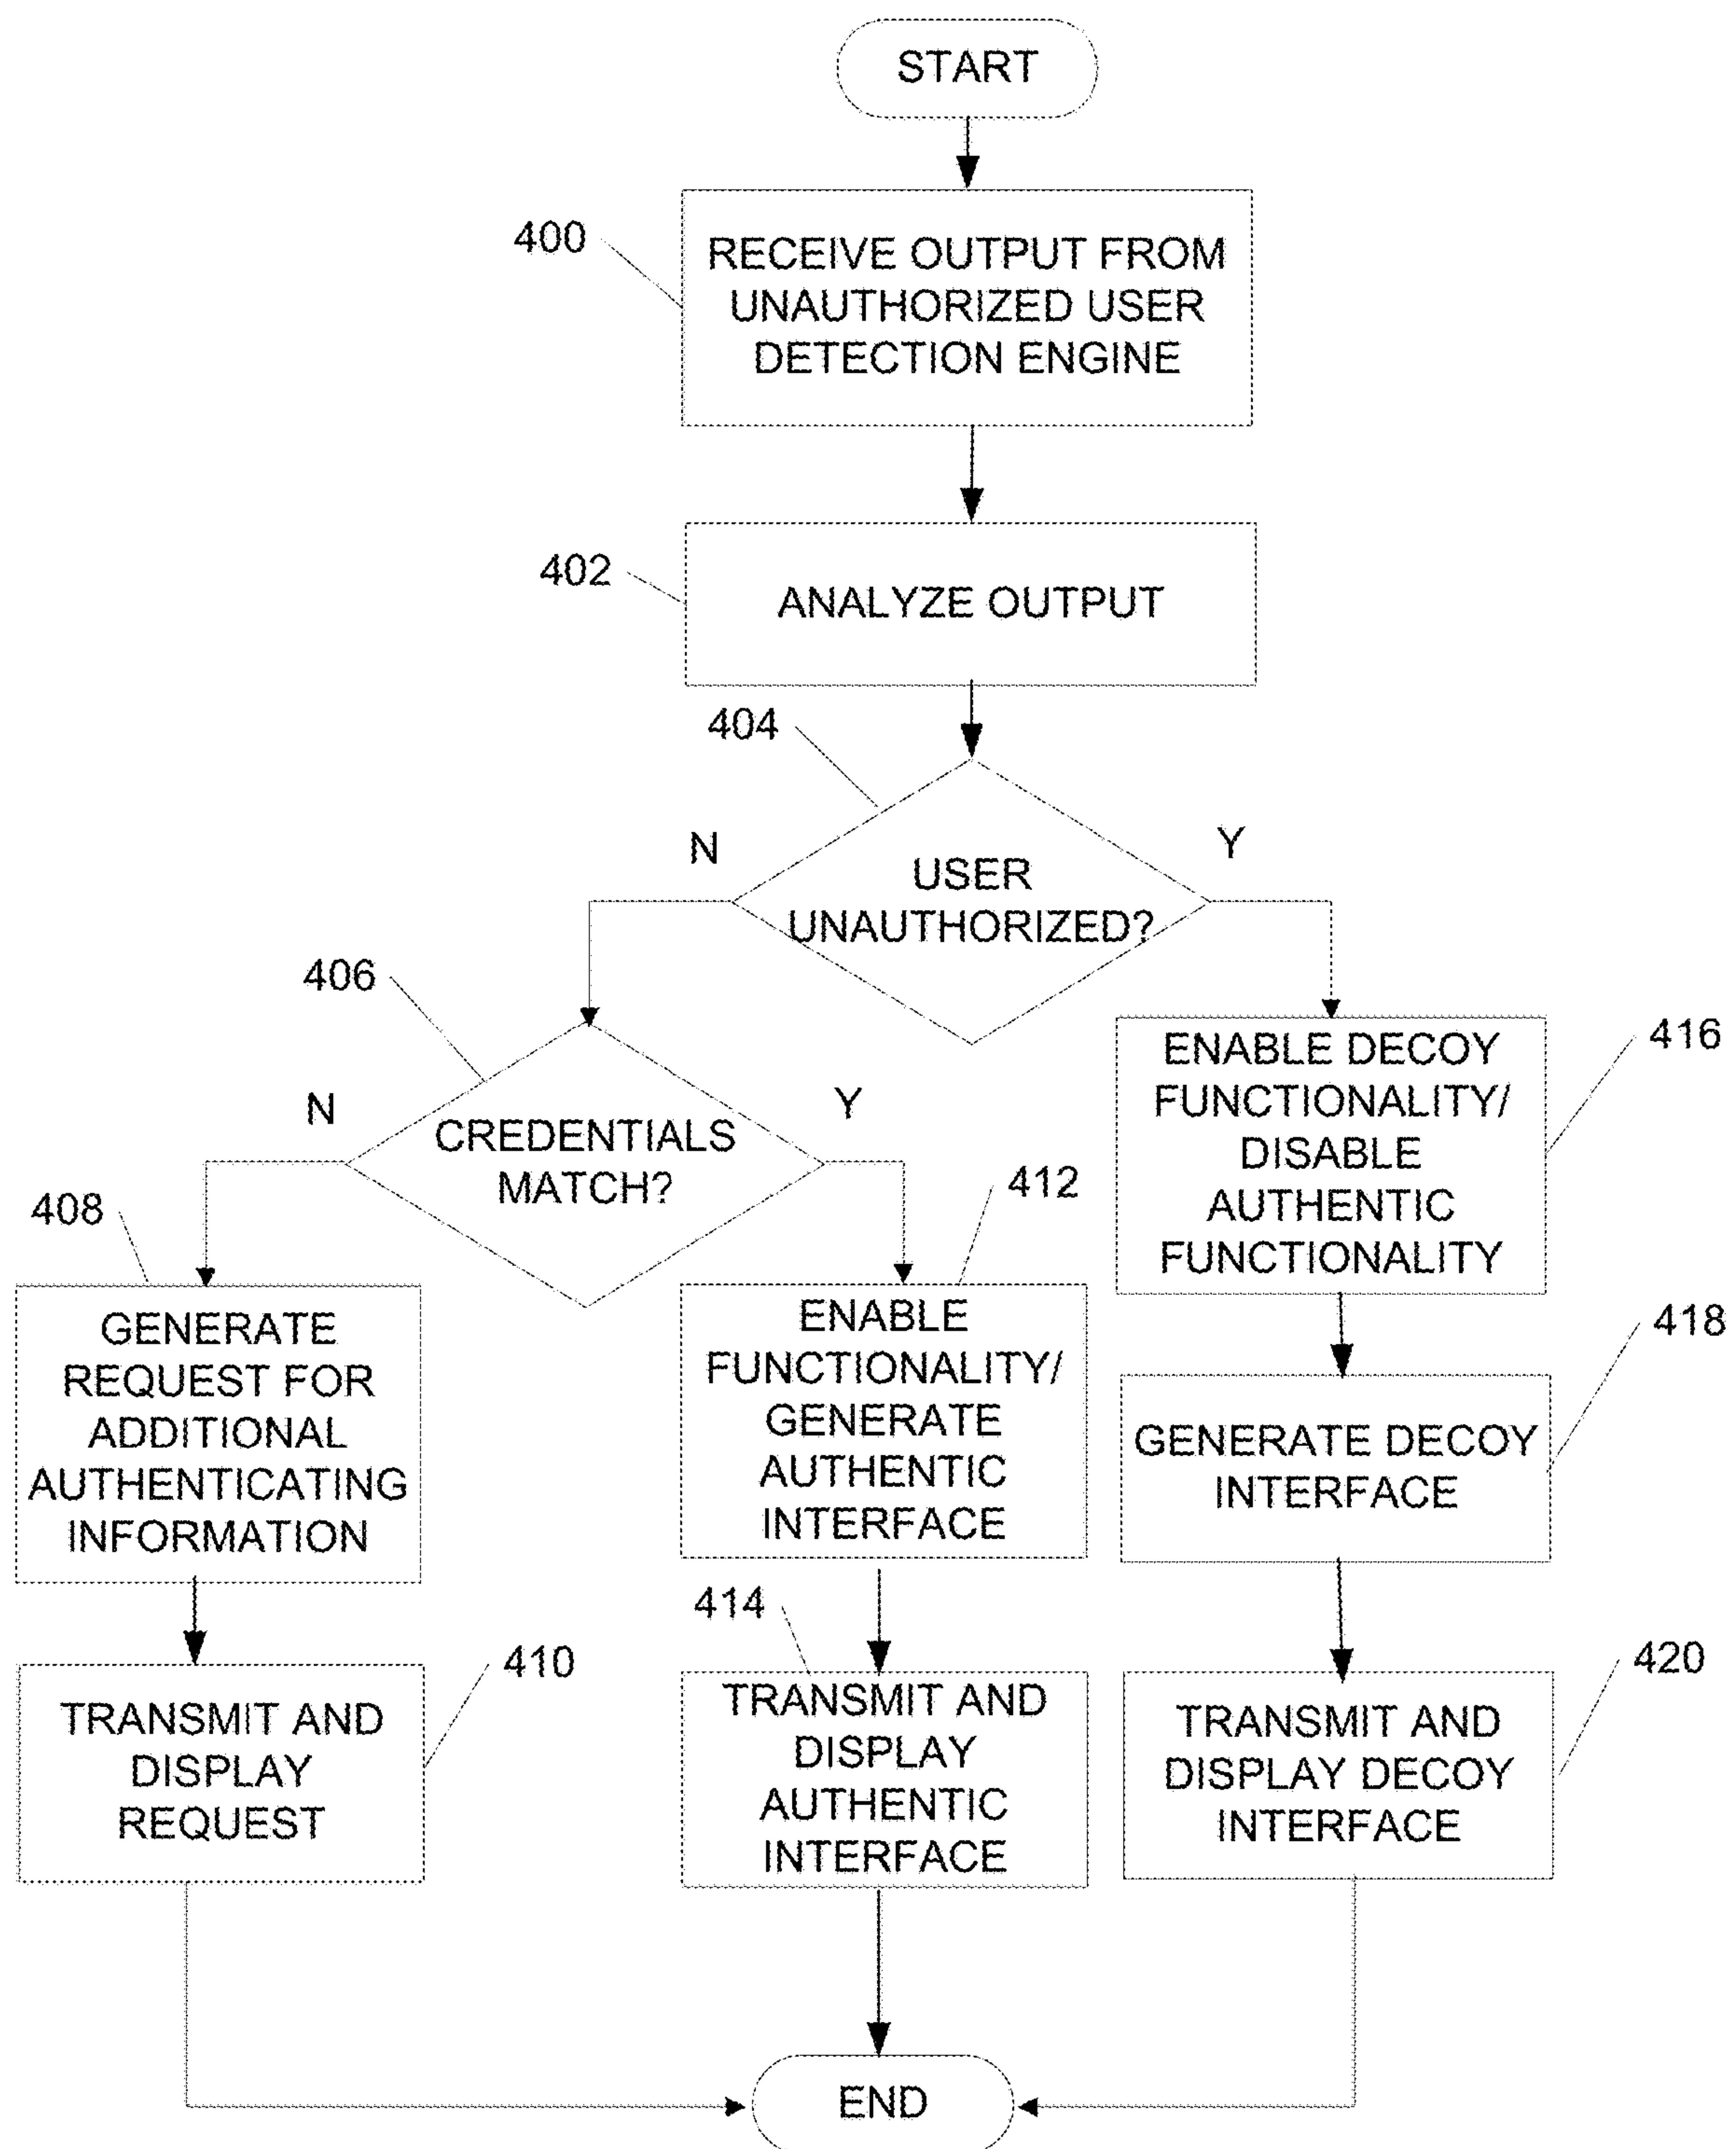 START
400
RECEIVE OUTPUT FROM
UNAUTHORIZED USER
DETECTION ENGINE
402
ANALYZE OUTPUT
404
N
Y
USER
UNAUTHORIZED?
406
N
Y
CREDENTIALS
MATCH?
416
ENABLE DECOY
FUNCTIONALITY/
DISABLE
AUTHENTIC
FUNCTIONALITY
408
GENERATE
REQUEST FOR
ADDITIONAL
AUTHENTICATING
INFORMATION
412
ENABLE
FUNCTIONALITY/
GENERATE
AUTHENTIC
INTERFACE
418
GENERATE DECOY
INTERFACE
410
TRANSMIT AND
DISPLAY
REQUEST
414
TRANSMIT AND
DISPLAY
AUTHENTIC
INTERFACE
420
TRANSMIT AND
DISPLAY DECOY
INTERFACE
END